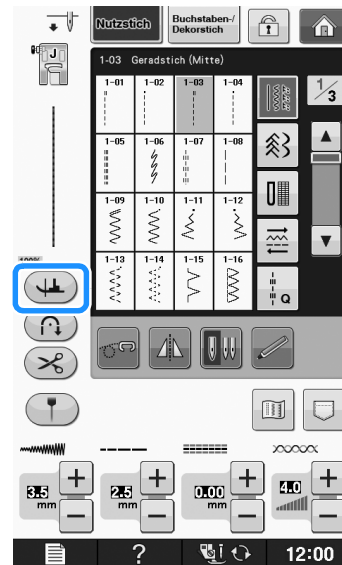 Nutzstich
Buchstaben-/
Dekorstich
J
1-03 Geradstich (Mitte)
1/3
1-01 1-02 1-03 1-04
1-05 1-06 1-07 1-08
1-09 1-10 1-11 1-12
1-13 1-14 1-15 1-16
100%
Q
3.5 mm
2.5 mm
0.00 mm
4.0
?
12:00